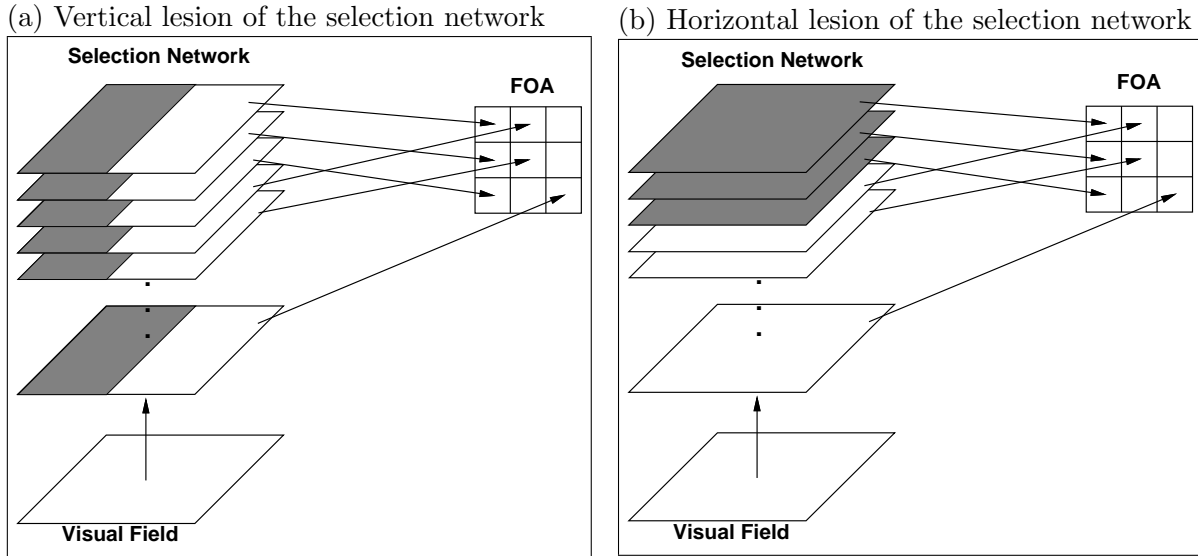 (a) Vertical lesion of the selection network
Selection Network
FOA
Visual Field
(b) Horizontal lesion of the selection network
Selection Network
FOA
Visual Field